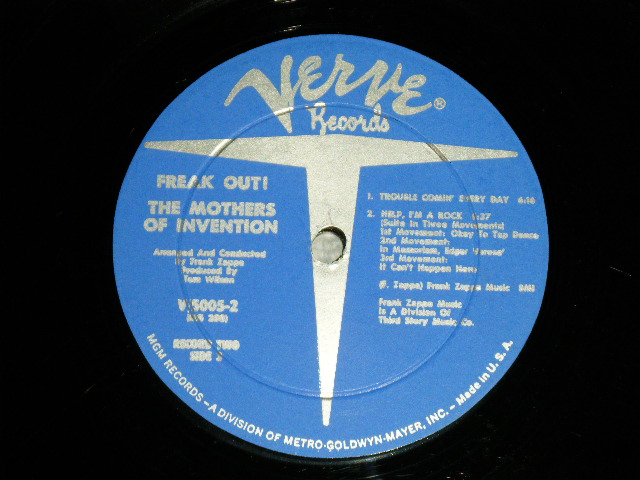 Verve®
Records
FREAK OUT!
THE MOTHERS
OF INVENTION
Arranged And Conducted
by Frank Zappa
Produced By
Tom Wilson
V/5005-2
RECORD TWO
SIDE 3
1. TROUBLE COMIN' EVERY DAY 6:16
2. HELP, I'M A ROCK 8:37
(Suite In Three Movements)
1st Movement: Okay To Tap Dance
2nd Movement:
In Memoriam, Edgar Varese'
3rd Movement:
It Can't Happen Here
(F. Zappa) Frank Zappa Music BMI
Frank Zappa Music
Is A Division Of
Third Story Music Co.
MGM RECORDS – A DIVISION OF METRO-GOLDWYN-MAYER, INC. – Made in U.S.A.